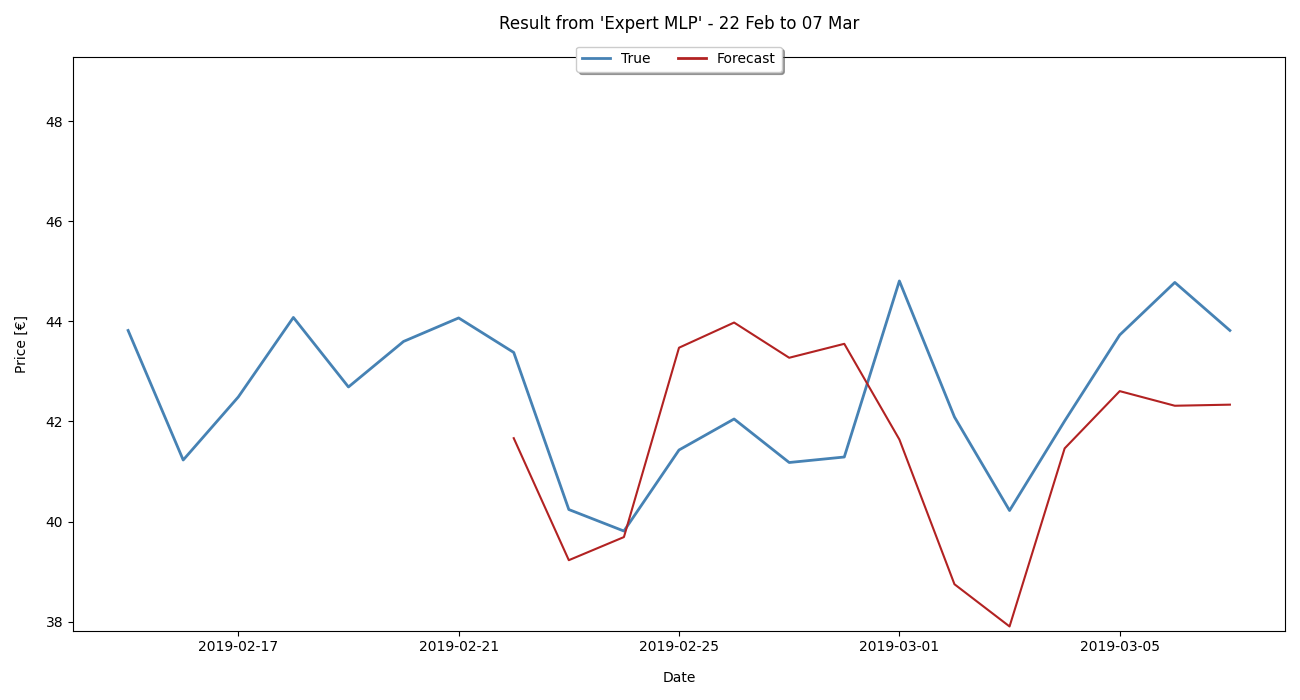 Result from 'Expert MLP' - 22 Feb to 07 Mar
True Forecast
48
46
44
42
40
38
Price [€]
2019-02-17 2019-02-21 2019-02-25 2019-03-01 2019-03-05
Date